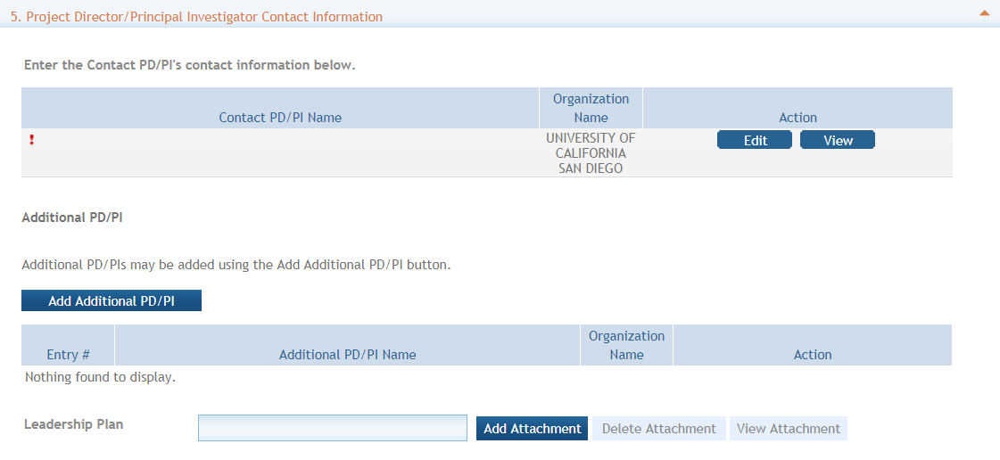 5. Project Director/Principal Investigator Contact Information
Enter the Contact PD/PI's contact information below.
Contact PD/PI Name
Organization
Name
Action
!
UNIVERSITY OF
CALIFORNIA
SAN DIEGO
Edit
View
Additional PD/PI
Additional PD/PIs may be added using the Add Additional PD/PI button.
Add Additional PD/PI
Entry #
Additional PD/PI Name
Organization
Name
Action
Nothing found to display.
Leadership Plan
Add Attachment
Delete Attachment
View Attachment